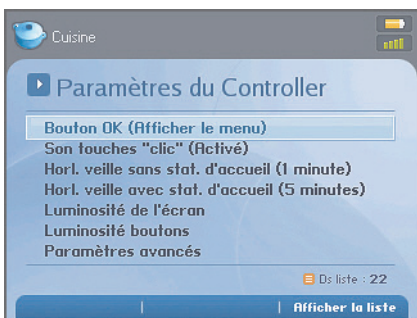 Cuisine
Paramètres du Controller
Bouton OK (Afficher le menu)
Son touches "clic" (Activé)
Horl. veille sans stat. d'accueil (1 minute)
Horl. veille avec stat. d'accueil (5 minutes)
Luminosité de l'écran
Luminosité boutons
Paramètres avancés
Ds liste : 22
Afficher la liste